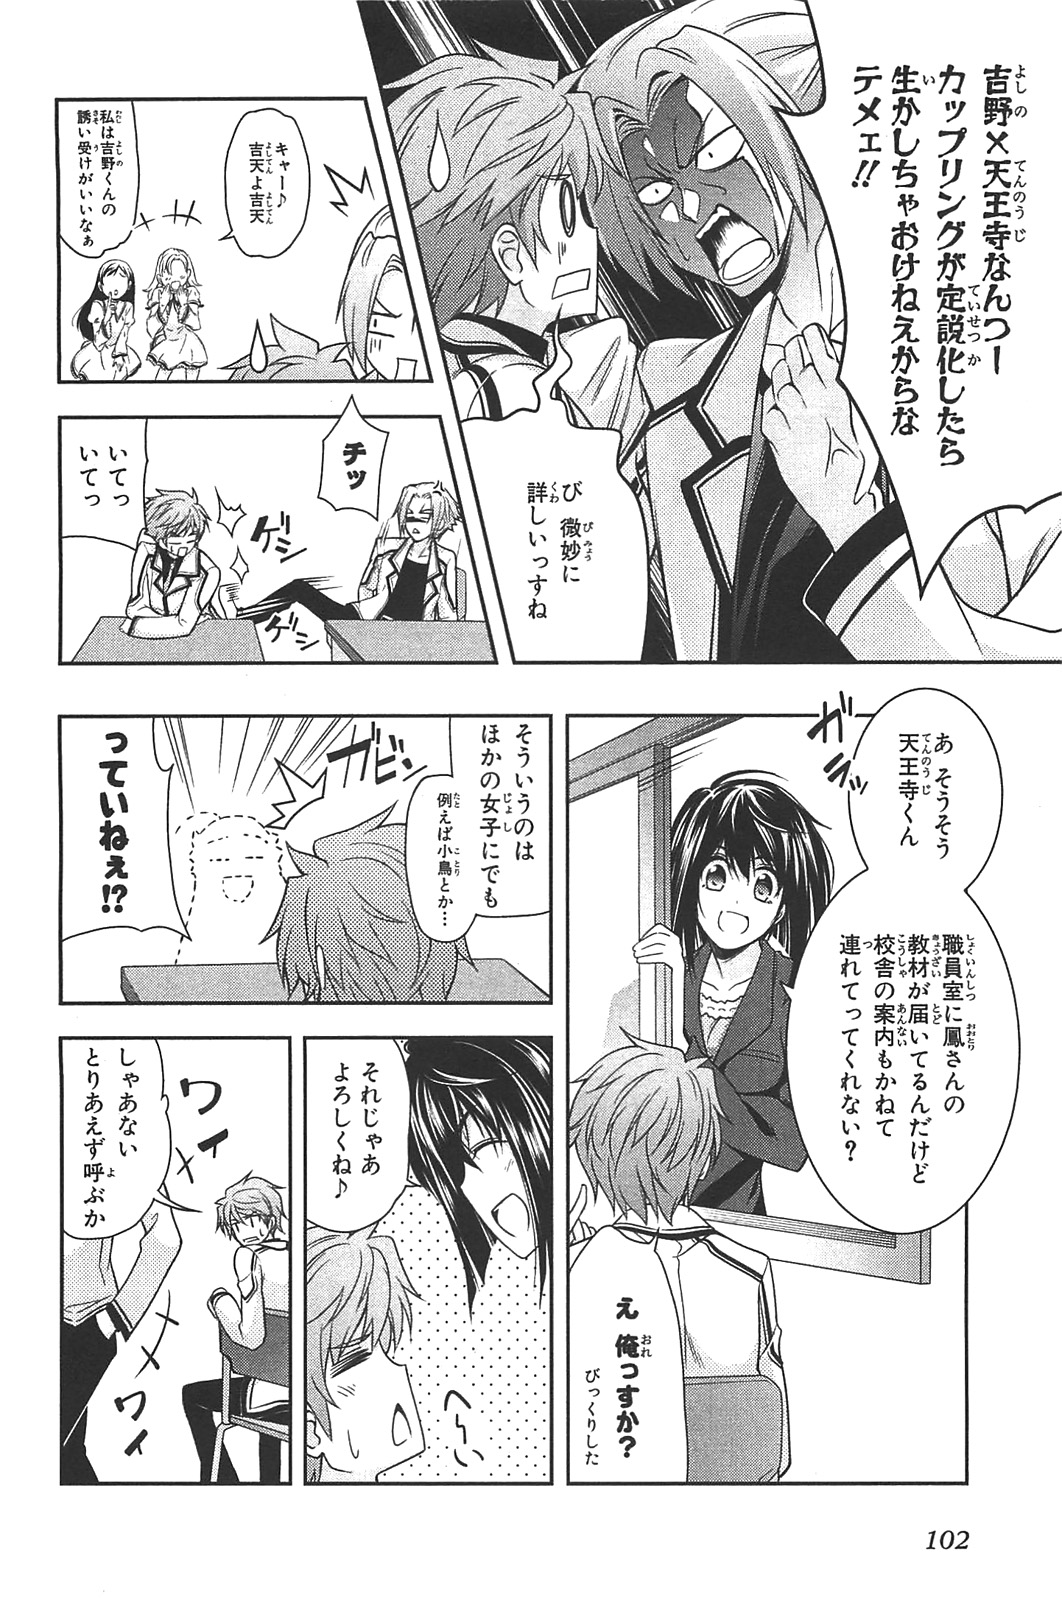 吉野×天王寺なんつー
カップリングが定説化したら
生かしちゃおけねえからな
テメェ!!
び 微妙に
詳しいっすね
キャー♪
吉天よ吉天
私は吉野くんの
誘い受けがいいなぁ
チッ
ゲシ
ゲシ
いてっ
いてっ
ガラッ
あ そうそう
天王寺くん
職員室に鳳さんの
教材が届いてるんだけど
校舎の案内もかねて
連れてってくれない?
え 俺っすか?
びっくりした
そういうのは
ほかの女子にでも
例えば小鳥とか…
ガビン
っていねぇ!?
それじゃあ
よろしくね♪
へーい
しゃあない
とりあえず呼ぶか
ワイ
ワイ
102